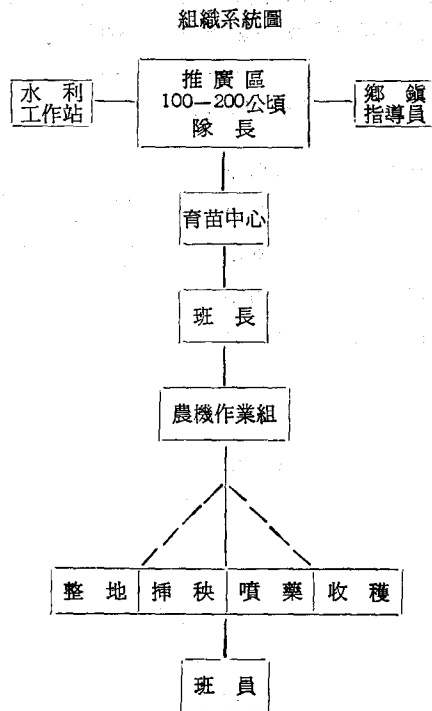 組織系統圖
推廣區
100—200公頃
隊長
水利
工作站
鄉鎮
指導員
育苗中心
班長
農機作業組
整地 插秧 噴藥 收穫
班員